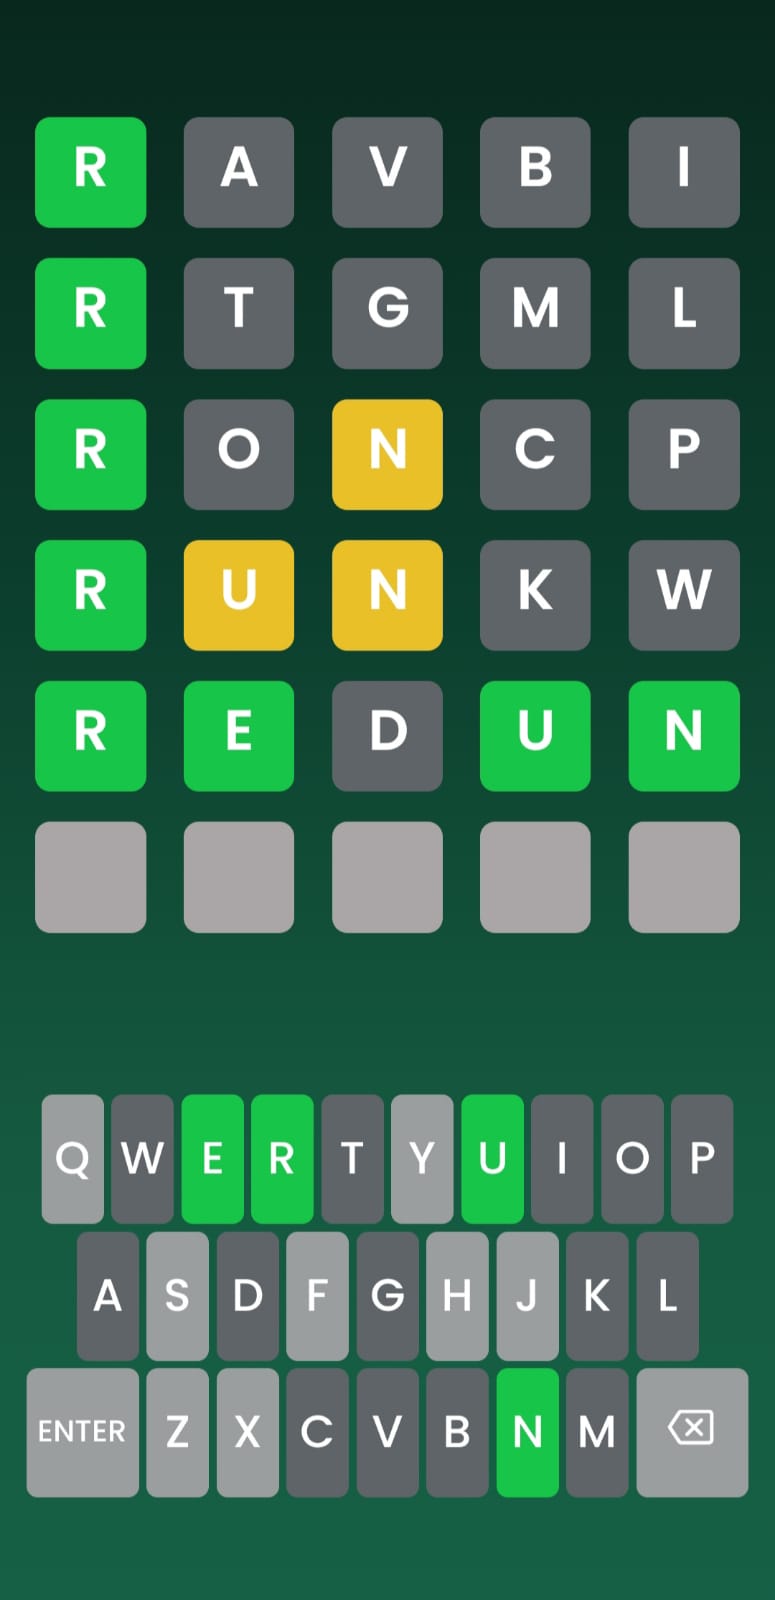 R A V B I
R T G M L
R O N C P
R U N K W
R E D U N
Q W E R T Y U I O P
A S D F G H J K L
ENTER Z X C V B N M